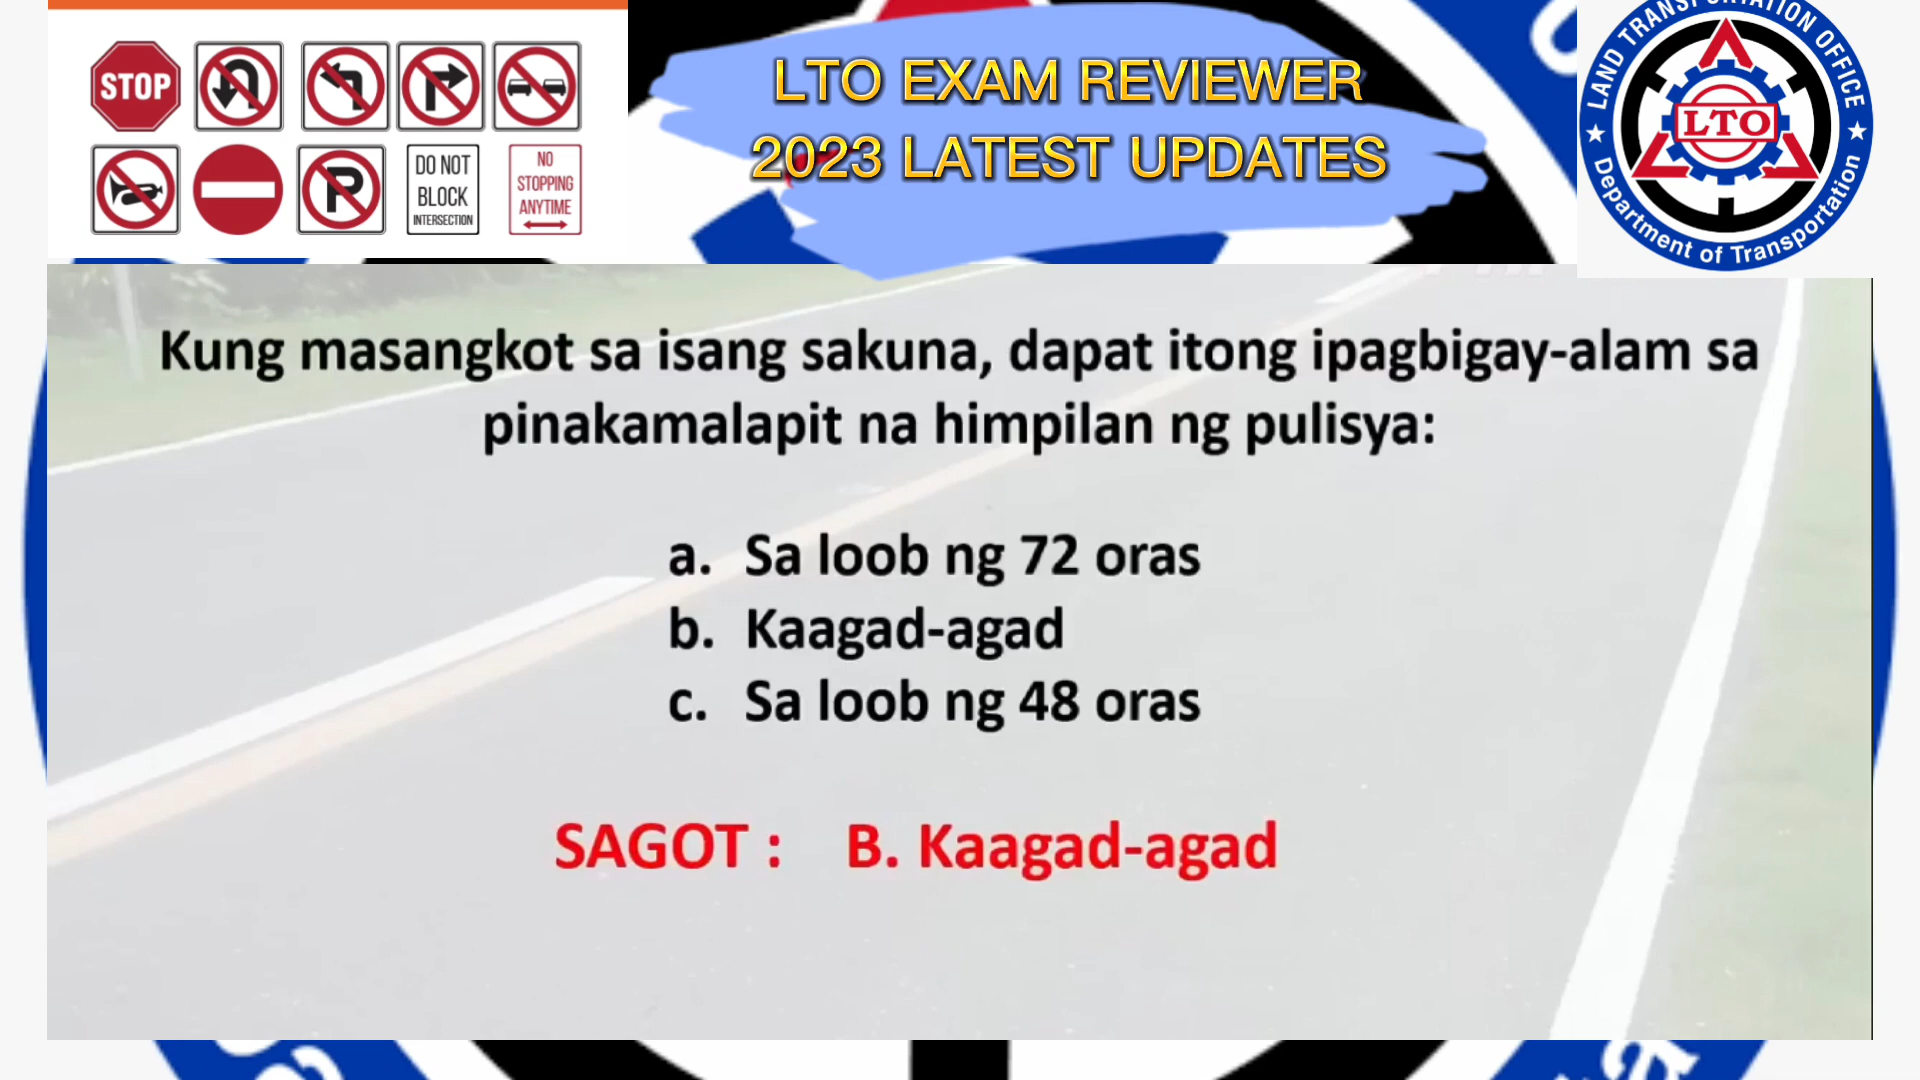 STOP
DO NOT
BLOCK
INTERSECTION
NO
STOPPING
ANYTIME
P
LTO EXAM REVIEWER
2023 LATEST UPDATES
LAND TRANSPORTATION OFFICE
LTO
Department of Transportation
Kung masangkot sa isang sakuna, dapat itong ipagbigay-alam sa
pinakamalapit na himpilan ng pulisya:
a. Sa loob ng 72 oras
b. Kaagad-agad
c. Sa loob ng 48 oras
SAGOT : B. Kaagad-agad